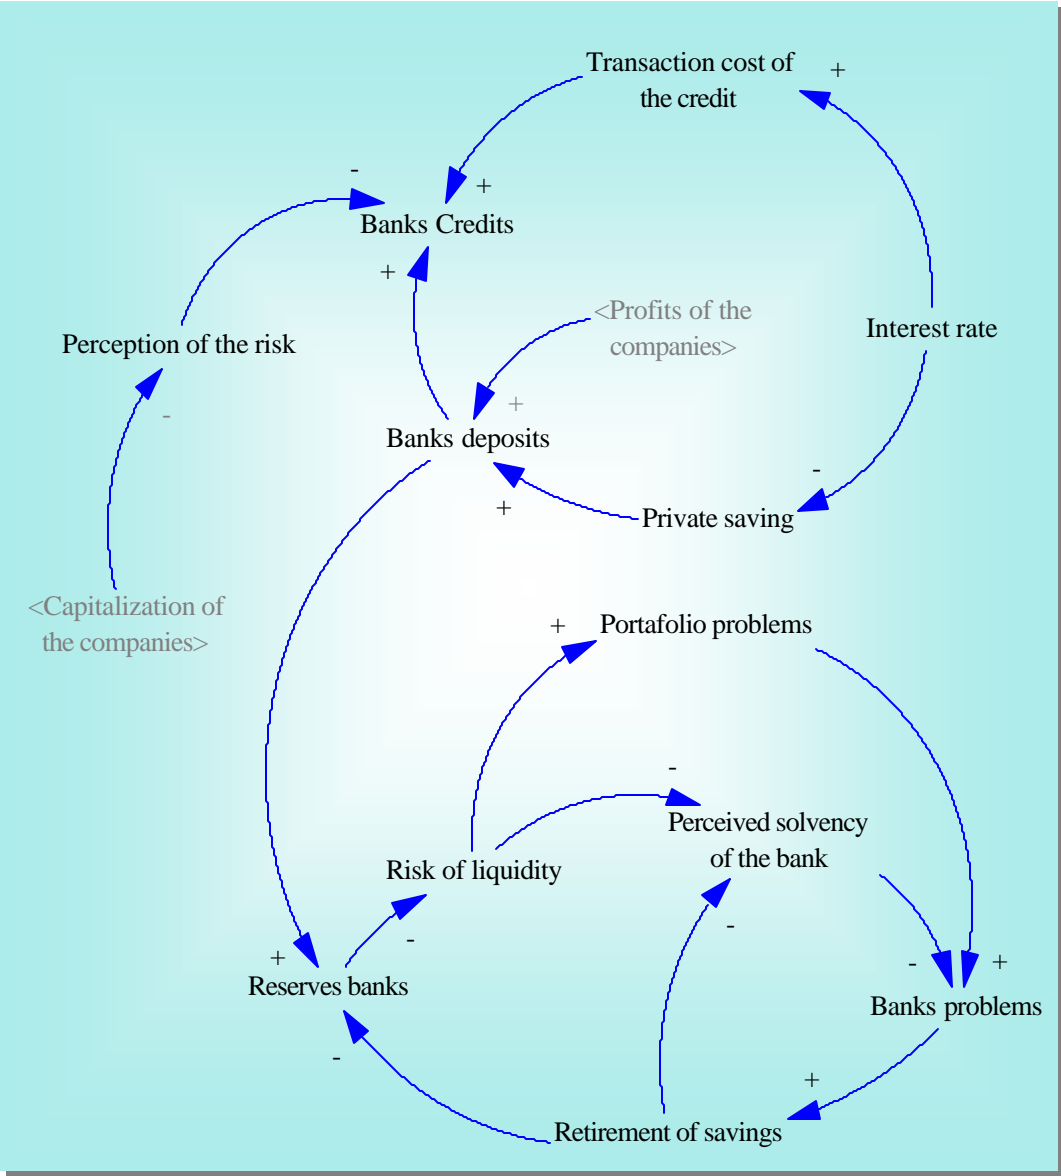 Transaction cost of
the credit
+
-
+
Banks Credits
+
<Profits of the
companies>
Interest rate
Perception of the risk
-
+
Banks deposits
-
+
Private saving
<Capitalization of
the companies>
+
Portafolio problems
-
Perceived solvency
of the bank
Risk of liquidity
-
-
+
-
+
Reserves banks
Banks problems
-
+
Retirement of savings